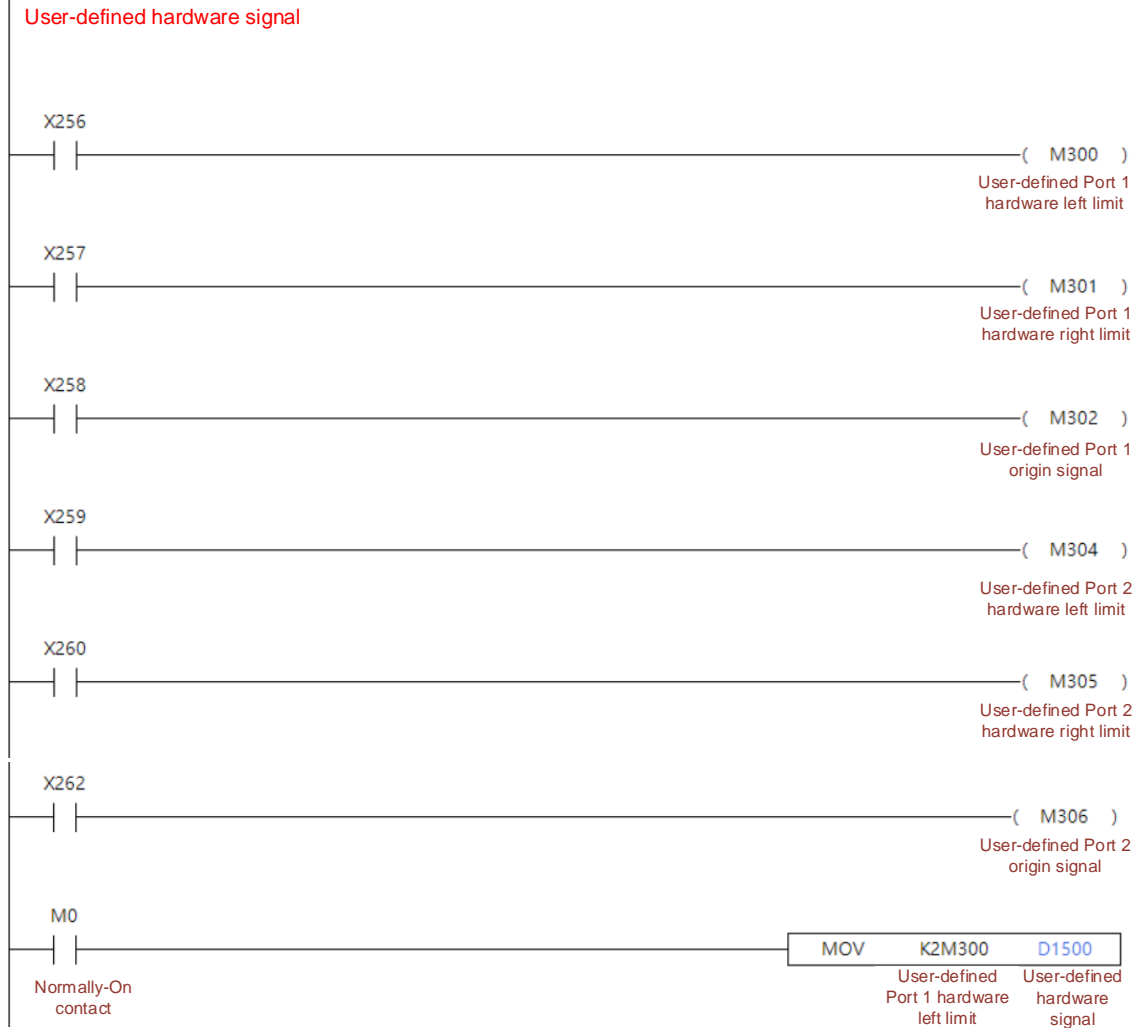 User-defined hardware signal
X256
( M300 )
User-defined Port 1
hardware left limit
X257
( M301 )
User-defined Port 1
hardware right limit
X258
( M302 )
User-defined Port 1
origin signal
X259
( M304 )
User-defined Port 2
hardware left limit
X260
( M305 )
User-defined Port 2
hardware right limit
X262
( M306 )
User-defined Port 2
origin signal
M0
MOV K2M300 D1500
Normally-On
contact
User-defined
Port 1 hardware
left limit
User-defined
hardware
signal